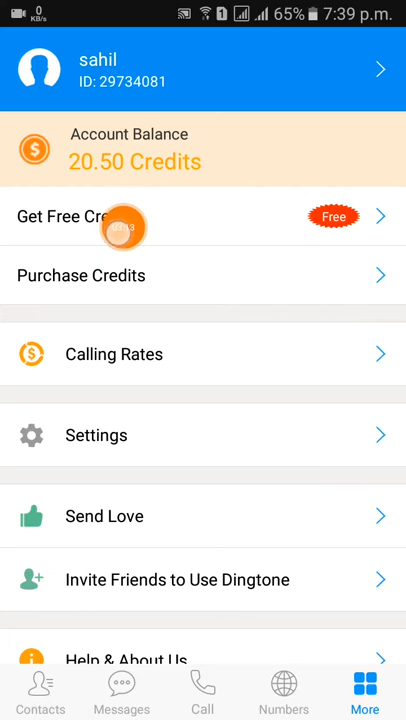 0
KB/s
1
65%
7:39 p.m.
sahil
ID: 29734081
Account Balance
20.50 Credits
Get Free Cre
Free
Purchase Credits
Calling Rates
Settings
Send Love
Invite Friends to Use Dingtone
Help & About Us
Contacts
Messages
Call
Numbers
More